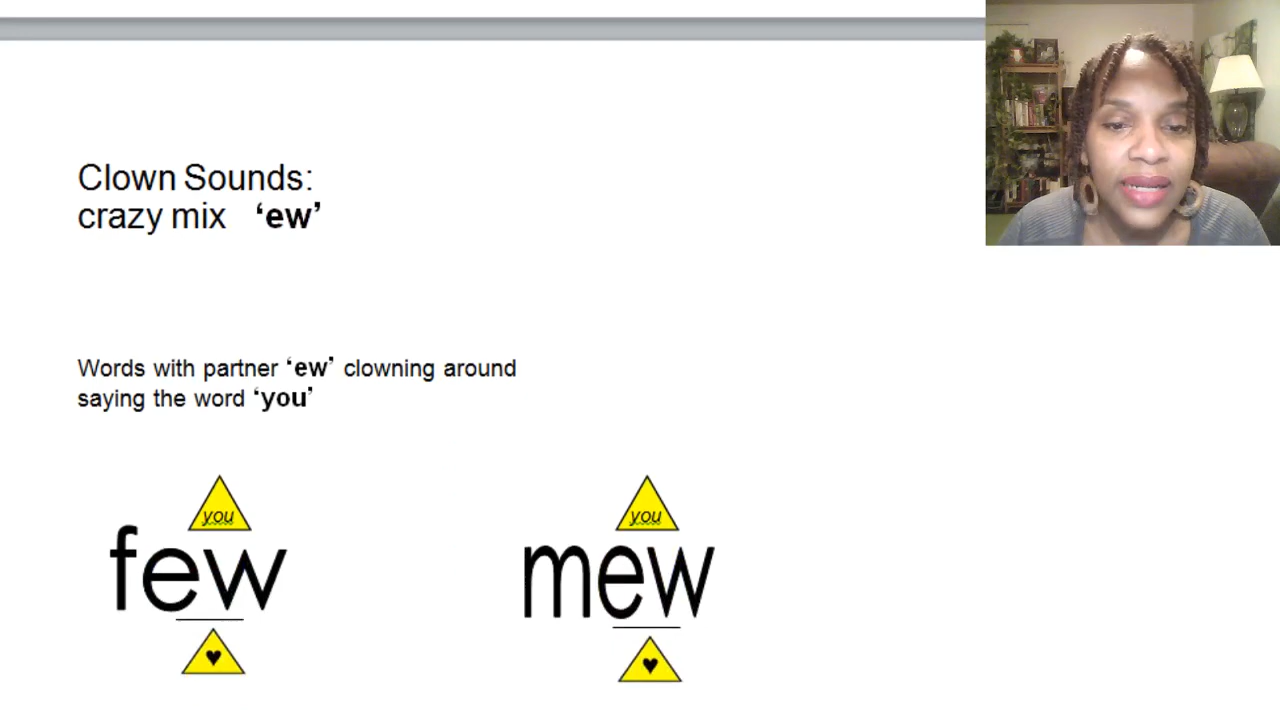 Clown Sounds:
crazy mix ‘ew’
Words with partner ‘ew’ clowning around
saying the word ‘you’
you you
few mew